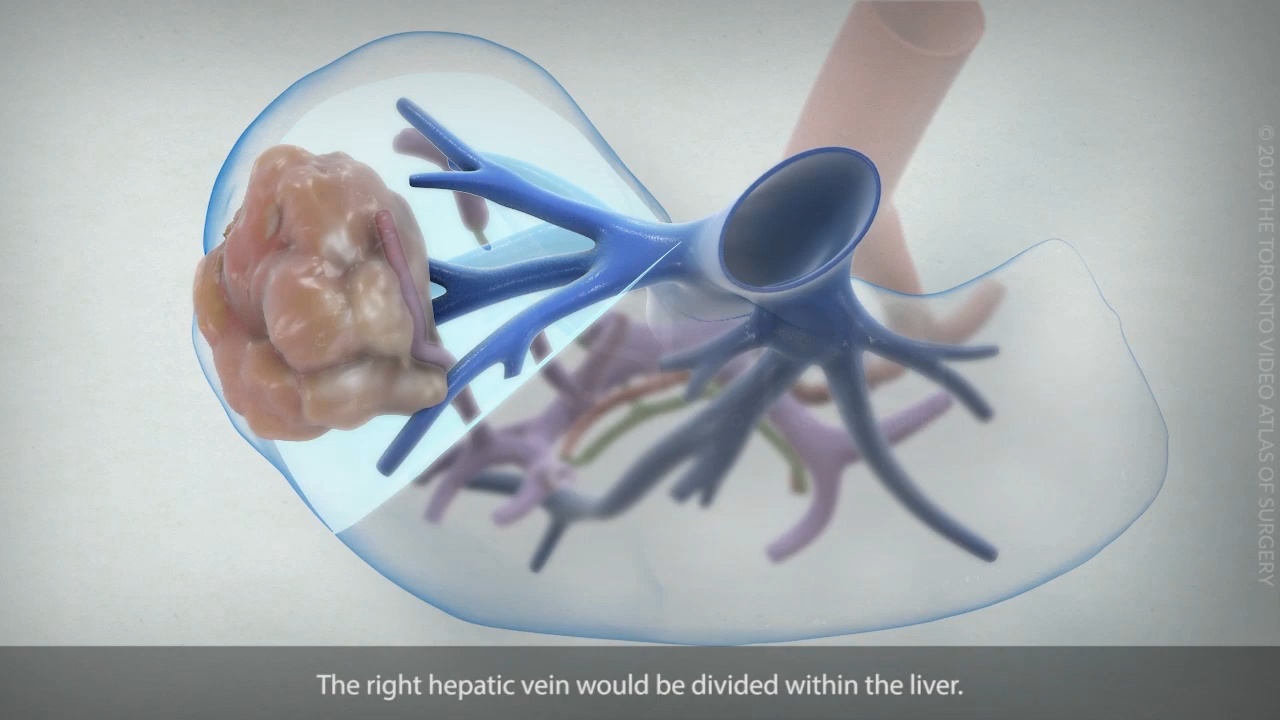 The right hepatic vein would be divided within the liver.
© 2019 THE TORONTO VIDEO ATLAS OF SURGERY